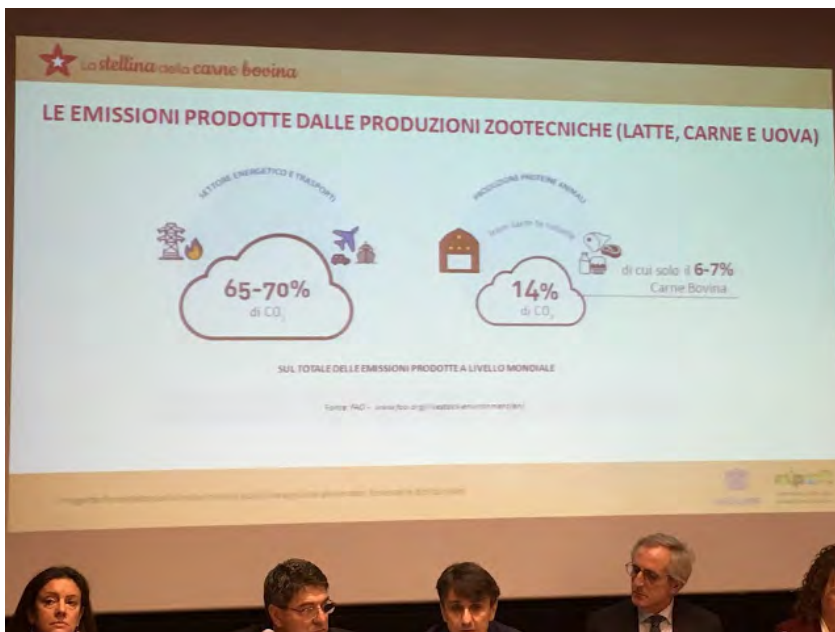 La stellina della carne bovina
LE EMISSIONI PRODOTTE DALLE PRODUZIONI ZOOTECNICHE (LATTE, CARNE E UOVA)
SETTORE ENERGETICO E TRASPORTI
PRODUZIONE PROTEINE ANIMALI
65-70%
di CO₂
14%
di CO₂
di cui solo il 6-7%
Carne Bovina
SUL TOTALE DELLE EMISSIONI PRODOTTE A LIVELLO MONDIALE
Fonte: FAO -